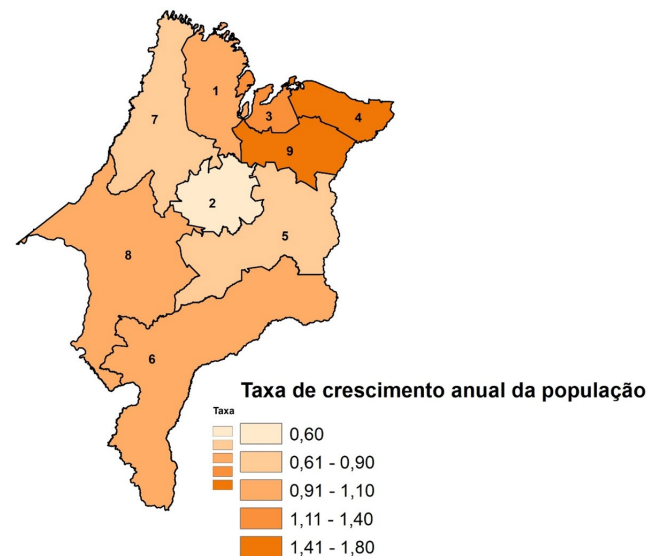 1
7
3
4
9
2
5
8
6
Taxa de crescimento anual da população
Taxa
0,60
0,61 - 0,90
0,91 - 1,10
1,11 - 1,40
1,41 - 1,80